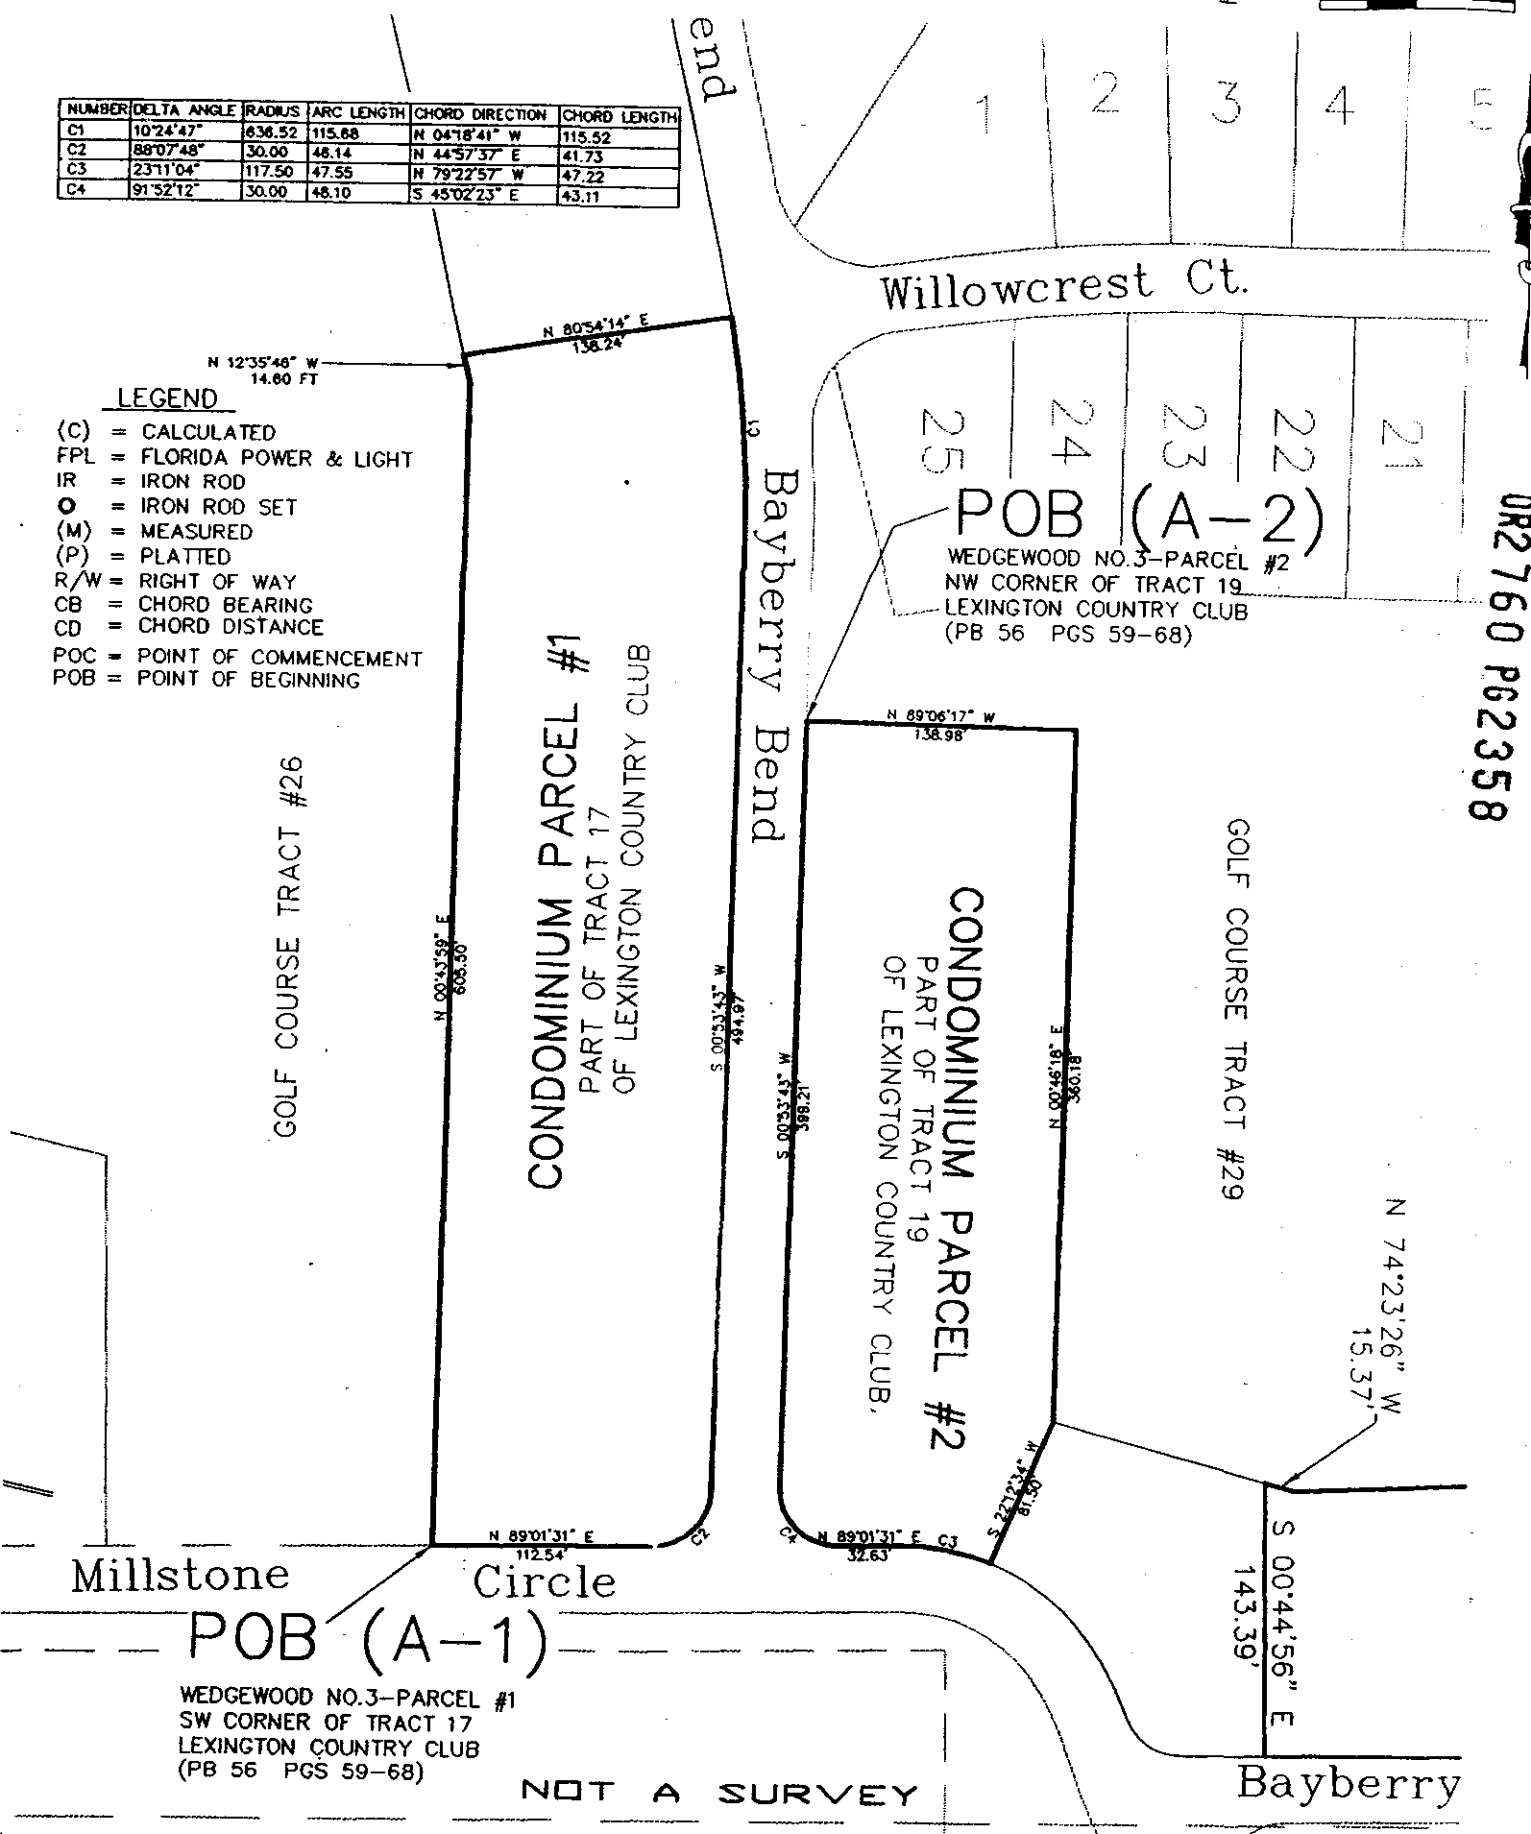 end
NUMBER DELTA ANGLE RADIUS ARC LENGTH CHORD DIRECTION CHORD LENGTH
C1 10°24'47" 636.52 115.68 N 04°18'41" W 115.52
C2 88°07'48" 30.00 46.14 N 44°57'37" E 41.73
C3 23°11'04" 117.50 47.55 N 79°22'57" W 47.22
C4 91°52'12" 30.00 48.10 S 45°02'23" E 43.11
1 2 3 4 5
Willowcrest Ct.
N 80°54'14" E
138.24'
N 12°35'46" W
14.60 FT
LEGEND
(C) = CALCULATED
FPL = FLORIDA POWER & LIGHT
IR = IRON ROD
O = IRON ROD SET
(M) = MEASURED
(P) = PLATTED
R/W = RIGHT OF WAY
CB = CHORD BEARING
CD = CHORD DISTANCE
POC = POINT OF COMMENCEMENT
POB = POINT OF BEGINNING
C1
25 24 23 22 21
POB (A-2)
WEDGEWOOD NO.3-PARCEL #2
NW CORNER OF TRACT 19
LEXINGTON COUNTRY CLUB
(PB 56 PGS 59-68)
OR2760 PG2358
Bayberry Bend
GOLF COURSE TRACT #26
CONDOMINIUM PARCEL #1
PART OF TRACT 17
OF LEXINGTON COUNTRY CLUB
N 00°43'59" E
S 00°53'43" W
494.97'
N 89°06'17" W
138.98'
CONDOMINIUM PARCEL #2
PART OF TRACT 19
OF LEXINGTON COUNTRY CLUB,
S 00°53'43" W
N 00°46'18" E
360.18'
GOLF COURSE TRACT #29
N 74°23'26" W
15.37'
S 22°12'34" W
81.50'
N 89°01'31" E
112.54'
C2
C4
N 89°01'31" E
32.63'
C3
S 00°44'56" E
143.39'
Millstone Circle
POB (A-1)
WEDGEWOOD NO.3-PARCEL #1
SW CORNER OF TRACT 17
LEXINGTON COUNTRY CLUB
(PB 56 PGS 59-68)
NOT A SURVEY
Bayberry